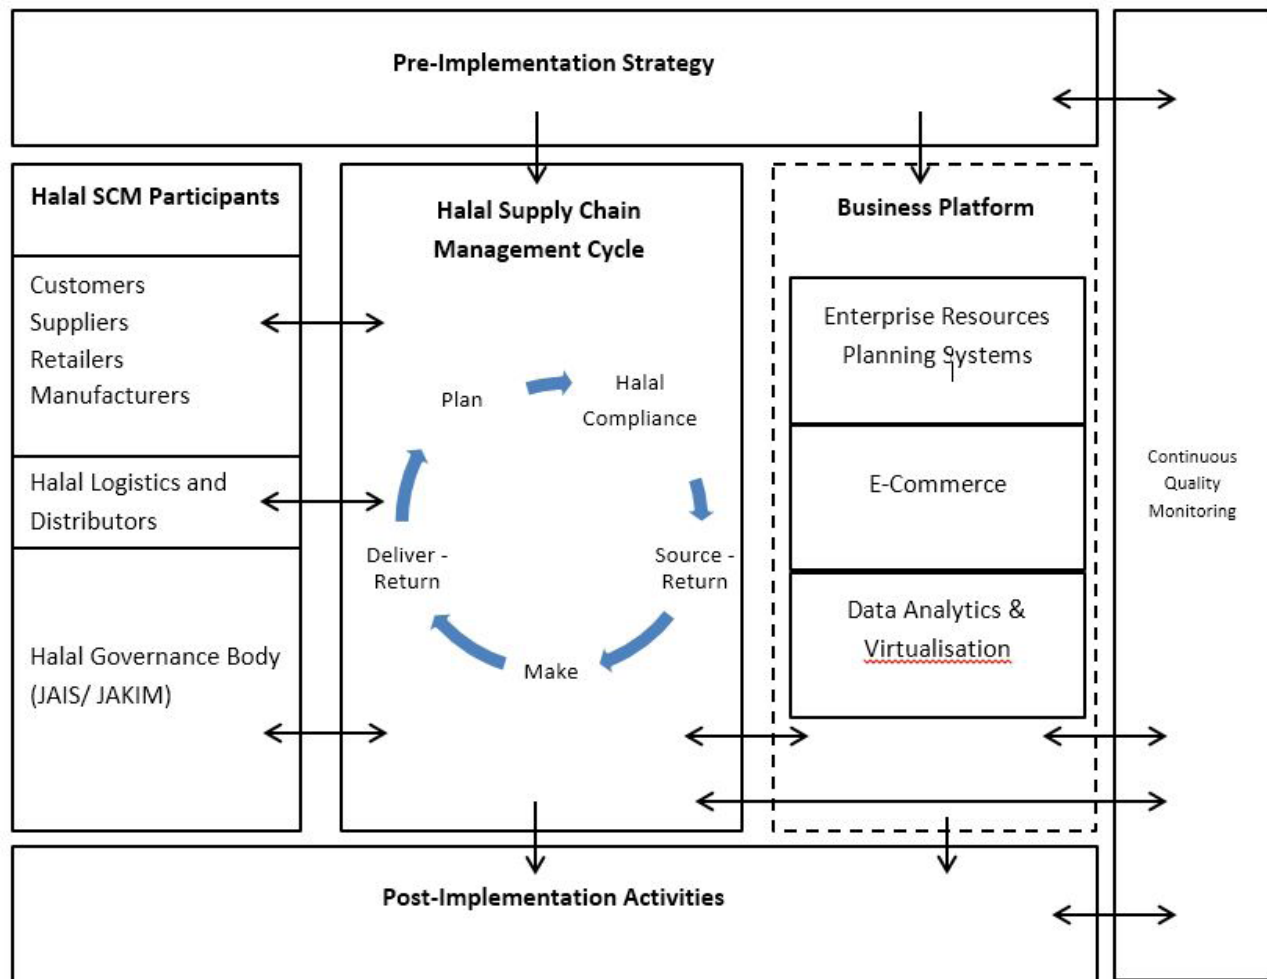 Pre-Implementation Strategy
Halal SCM Participants
Customers
Suppliers
Retailers
Manufacturers
Halal Logistics and
Distributors
Halal Governance Body
(JAIS/ JAKIM)
Halal Supply Chain
Management Cycle
Plan
Halal
Compliance
Source -
Return
Make
Deliver -
Return
Business Platform
Enterprise Resources
Planning Systems
E-Commerce
Data Analytics &
Virtualisation
Continuous
Quality
Monitoring
Post-Implementation Activities